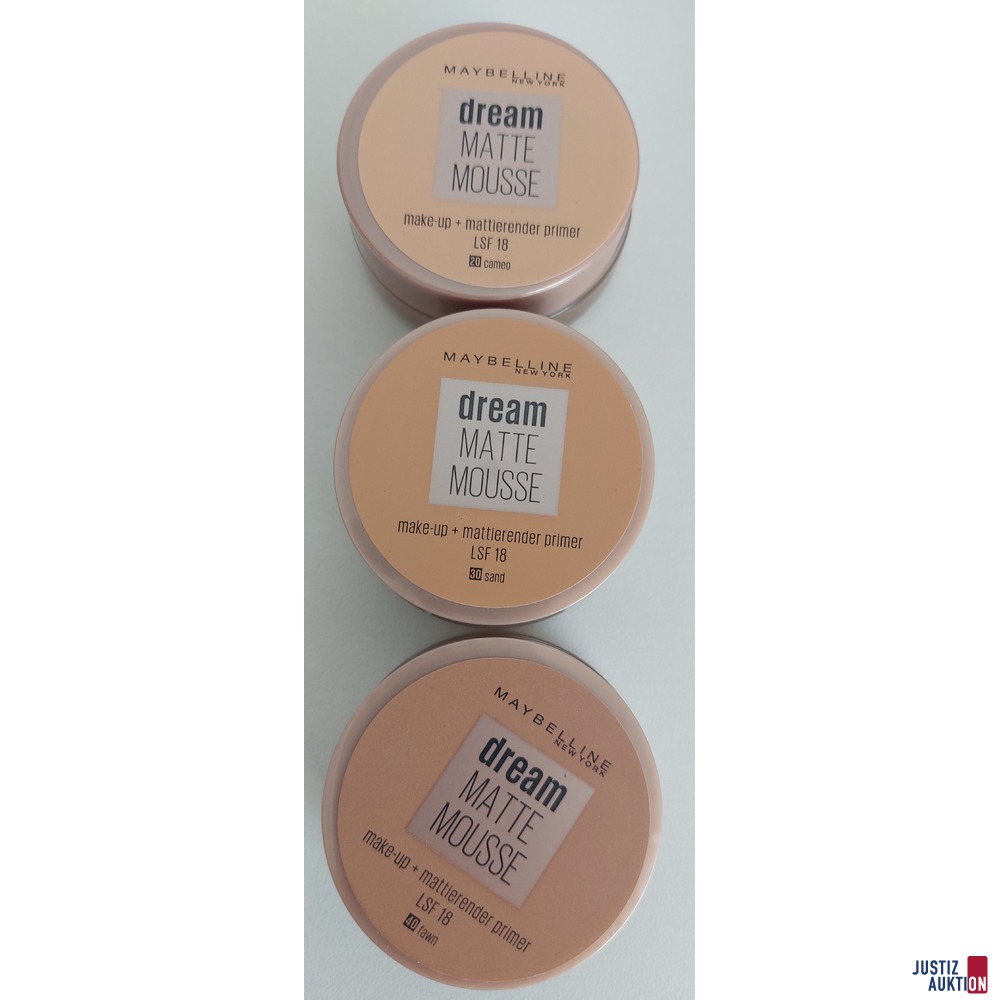 MAYBELLINE
NEW YORK
dream
MATTE
MOUSSE
make-up + mattierender primer
LSF 18
20 cameo
MAYBELLINE
NEW YORK
dream
MATTE
MOUSSE
make-up + mattierender primer
LSF 18
30 sand
MAYBELLINE
NEW YORK
dream
MATTE
MOUSSE
make-up + mattierender primer
LSF 18
40 fawn
JUSTIZ
AUKTION